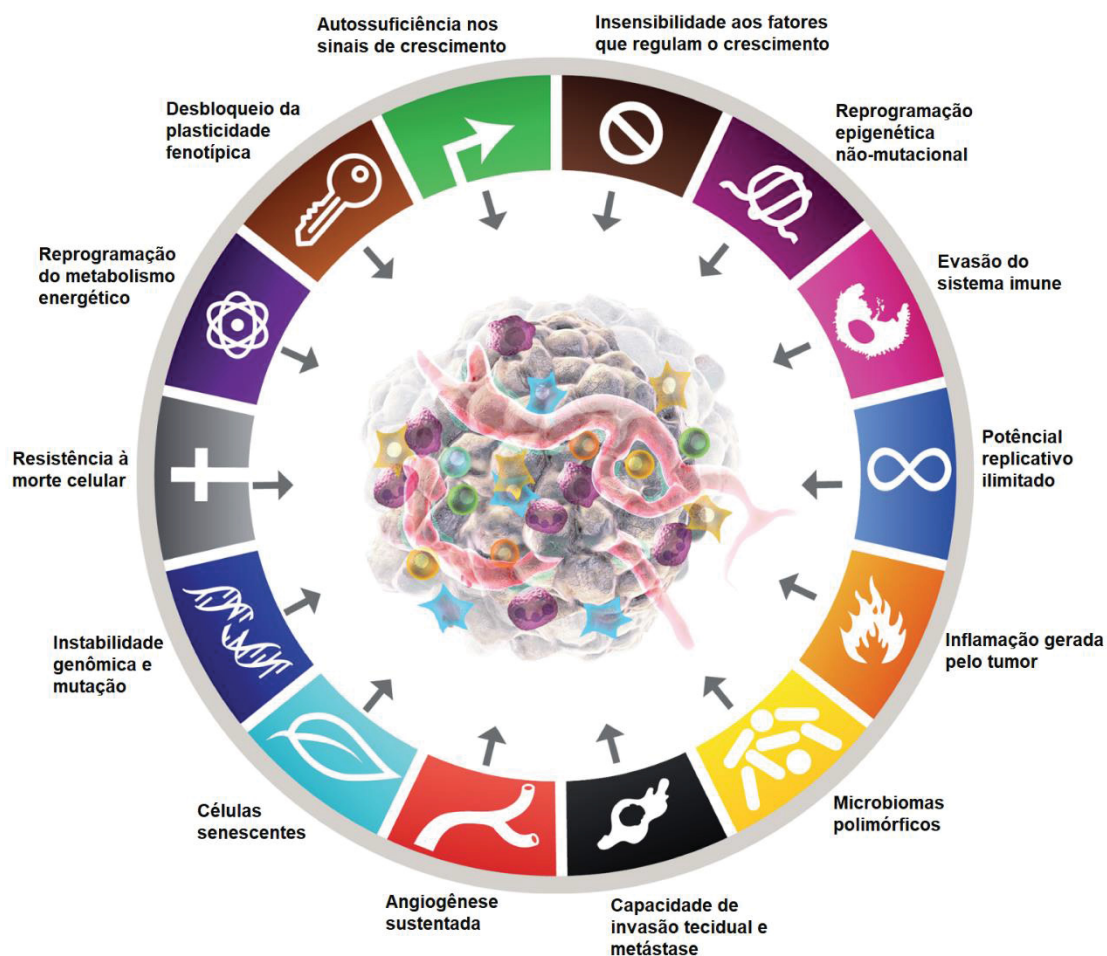 Autossuficiência nos
sinais de crescimento
Insensibilidade aos fatores
que regulam o crescimento
Reprogramação
epigenética
não-mutacional
Evasão do
sistema imune
Potêncial
replicativo
ilimitado
Inflamação gerada
pelo tumor
Microbiomas
polimórficos
Capacidade de
invasão tecidual e
metástase
Angiogênese
sustentada
Células
senescentes
Instabilidade
genômica e
mutação
Resistência à
morte celular
Reprogramação
do metabolismo
energético
Desbloqueio da
plasticidade
fenotípica